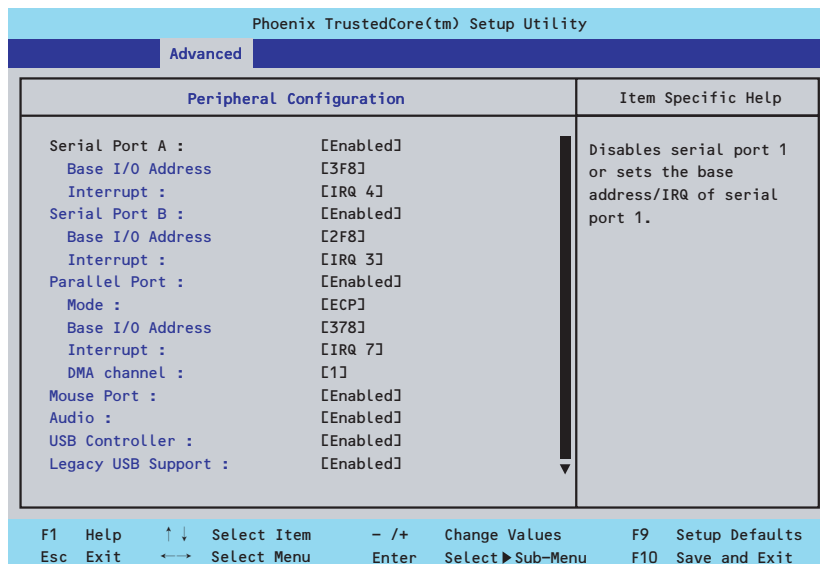 Phoenix TrustedCore(tm) Setup Utility
Advanced
Peripheral Configuration
Item Specific Help
Serial Port A : [Enabled]
Base I/O Address [3F8]
Interrupt : [IRQ 4]
Serial Port B : [Enabled]
Base I/O Address [2F8]
Interrupt : [IRQ 3]
Parallel Port : [Enabled]
Mode : [ECP]
Base I/O Address [378]
Interrupt : [IRQ 7]
DMA channel : [1]
Mouse Port : [Enabled]
Audio : [Enabled]
USB Controller : [Enabled]
Legacy USB Support : [Enabled]
Disables serial port 1
or sets the base
address/IRQ of serial
port 1.
F1 Help ↑↓ Select Item – /+ Change Values F9 Setup Defaults
Esc Exit ←→ Select Menu Enter Select▶Sub-Menu F10 Save and Exit